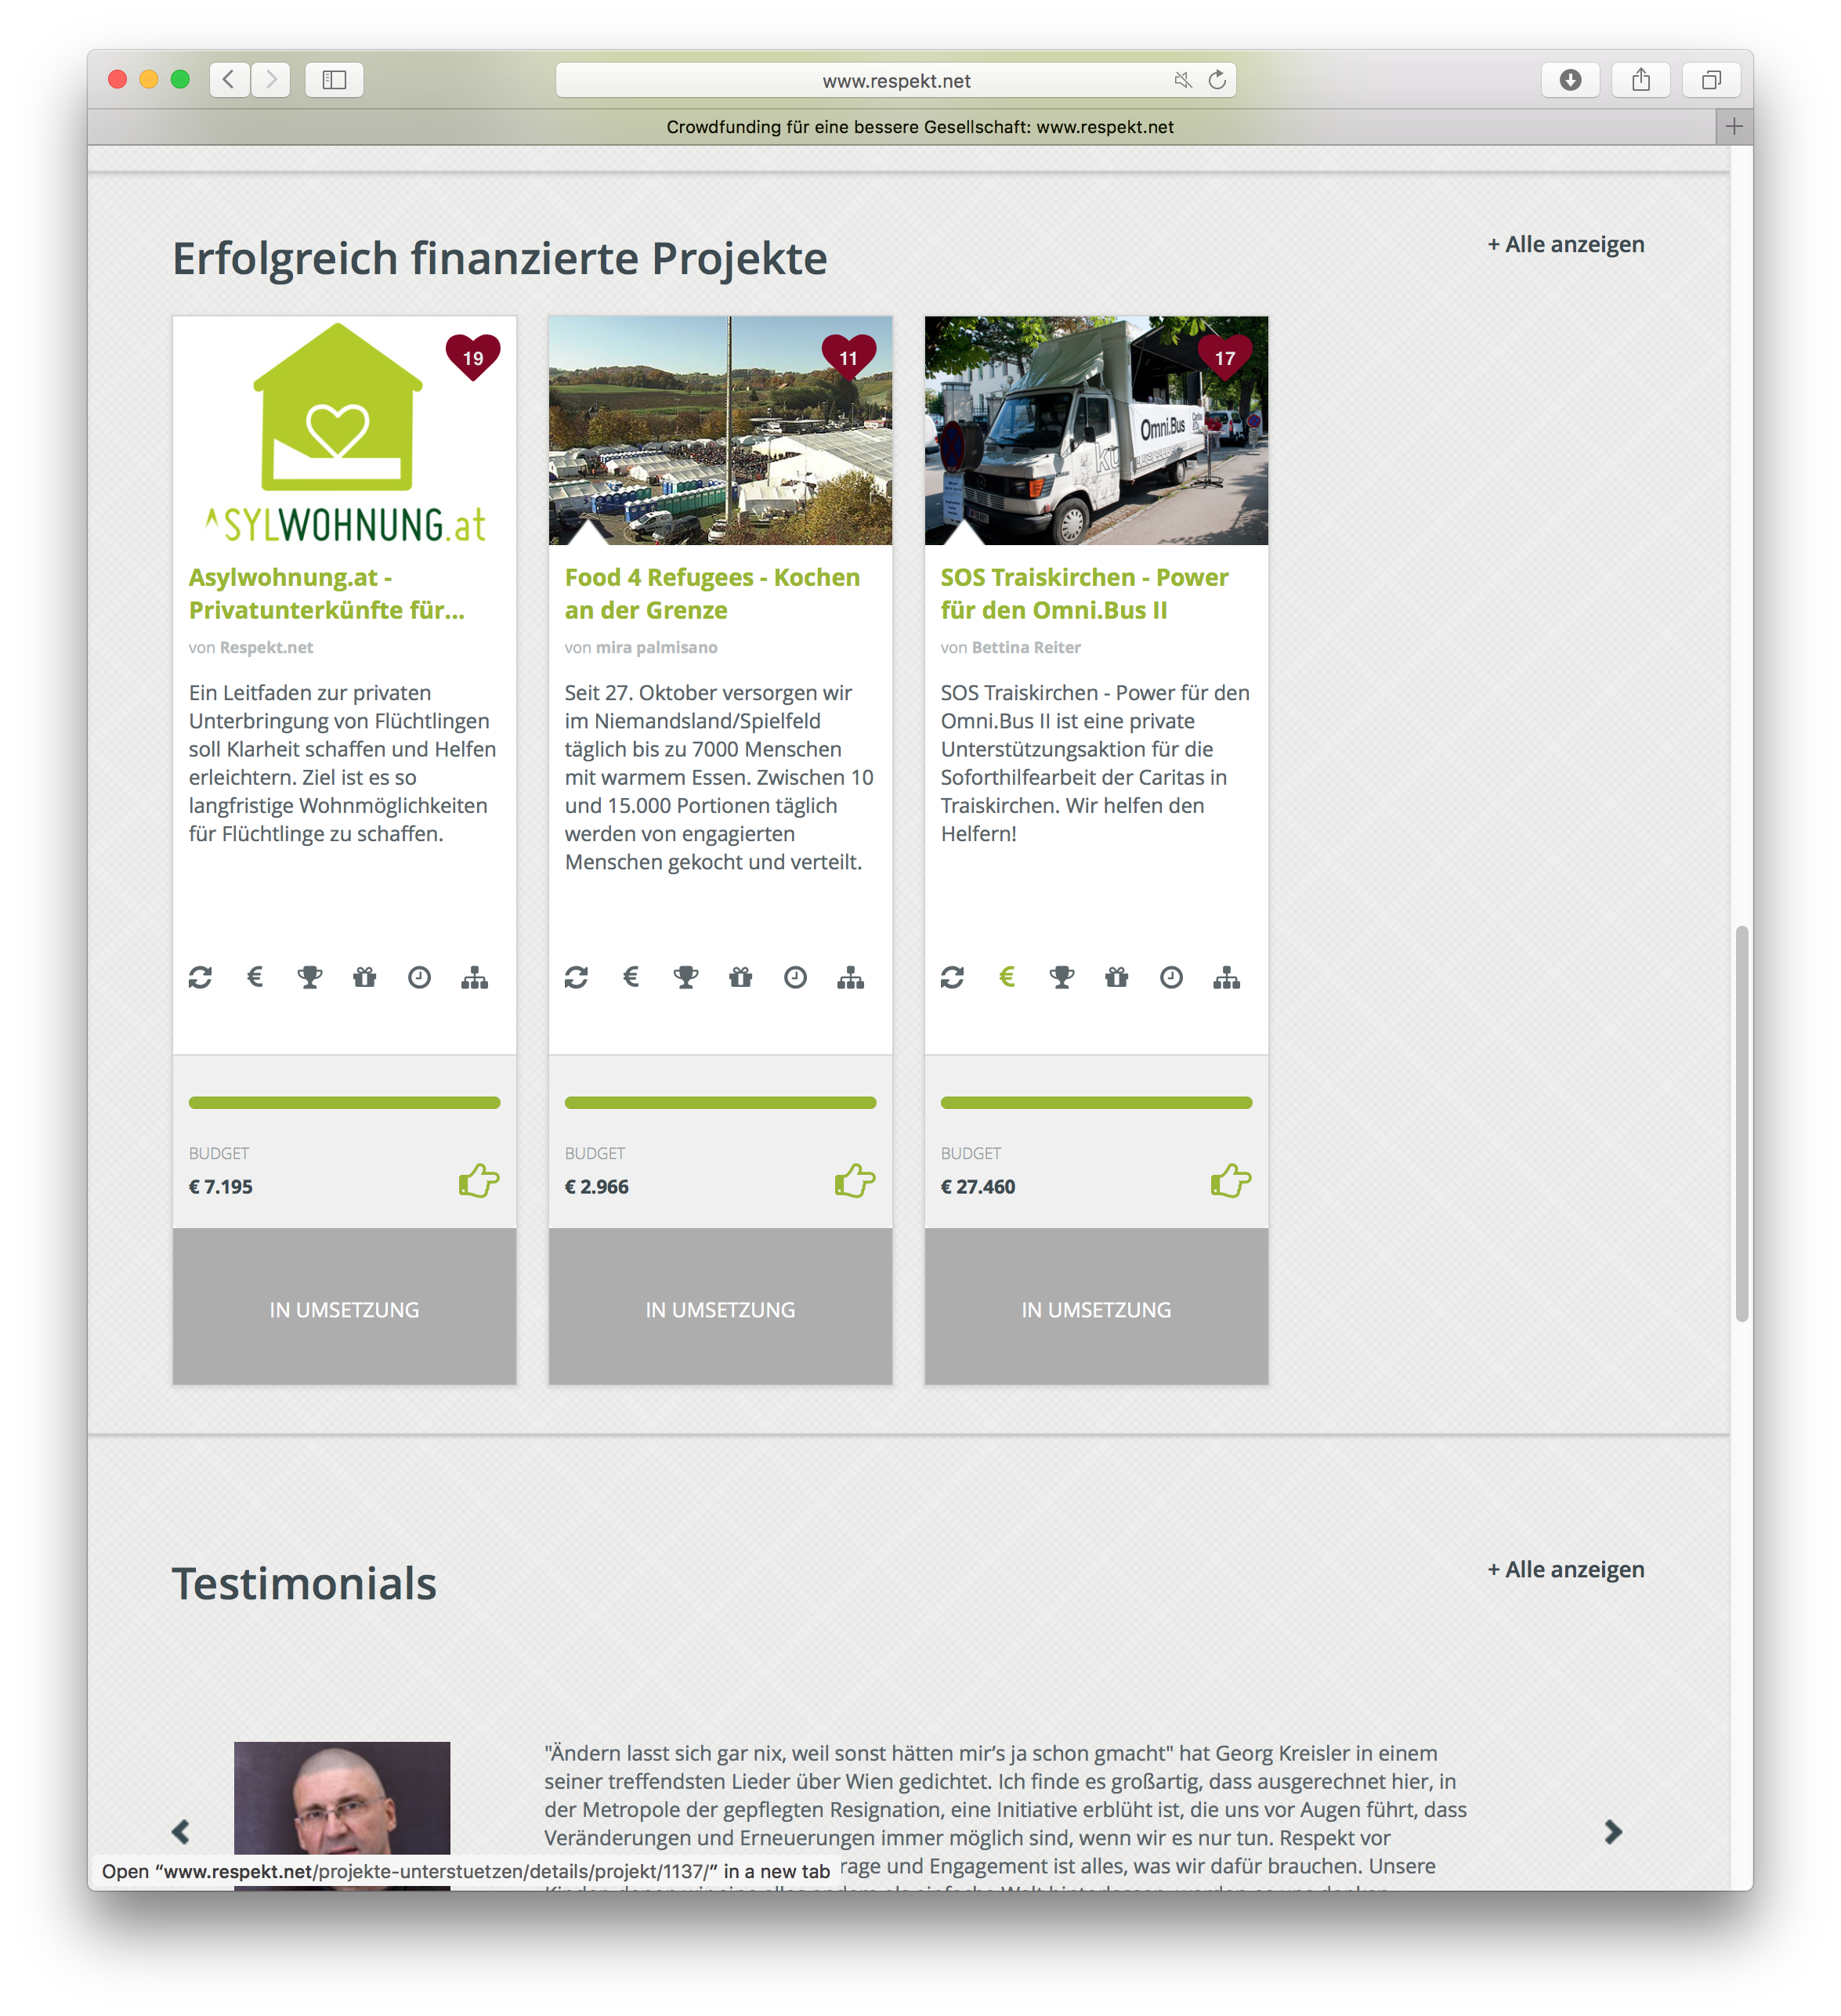 www.respekt.net
Crowdfunding für eine bessere Gesellschaft: www.respekt.net
Erfolgreich finanzierte Projekte
+ Alle anzeigen
19
ASYLWOHNUNG.at
Asylwohnung.at -
Privatunterkünfte für...
von Respekt.net
Ein Leitfaden zur privaten
Unterbringung von Flüchtlingen
soll Klarheit schaffen und Helfen
erleichtern. Ziel ist es so
langfristige Wohnmöglichkeiten
für Flüchtlinge zu schaffen.
BUDGET
€ 7.195
IN UMSETZUNG
11
Food 4 Refugees - Kochen
an der Grenze
von mira palmisano
Seit 27. Oktober versorgen wir
im Niemandsland/Spielfeld
täglich bis zu 7000 Menschen
mit warmem Essen. Zwischen 10
und 15.000 Portionen täglich
werden von engagierten
Menschen gekocht und verteilt.
BUDGET
€ 2.966
IN UMSETZUNG
17
Omni.Bus
Caritas
SOS Traiskirchen - Power
für den Omni.Bus II
von Bettina Reiter
SOS Traiskirchen - Power für den
Omni.Bus II ist eine private
Unterstützungsaktion für die
Soforthilfearbeit der Caritas in
Traiskirchen. Wir helfen den
Helfern!
BUDGET
€ 27.460
IN UMSETZUNG
Testimonials
+ Alle anzeigen
"Ändern lasst sich gar nix, weil sonst hätten mir’s ja schon gmacht" hat Georg Kreisler in einem
seiner treffendsten Lieder über Wien gedichtet. Ich finde es großartig, dass ausgerechnet hier, in
der Metropole der gepflegten Resignation, eine Initiative erblüht ist, die uns vor Augen führt, dass
Veränderungen und Erneuerungen immer möglich sind, wenn wir es nur tun. Respekt vor
rage und Engagement ist alles, was wir dafür brauchen. Unsere
Open “www.respekt.net/projekte-unterstuetzen/details/projekt/1137/” in a new tab